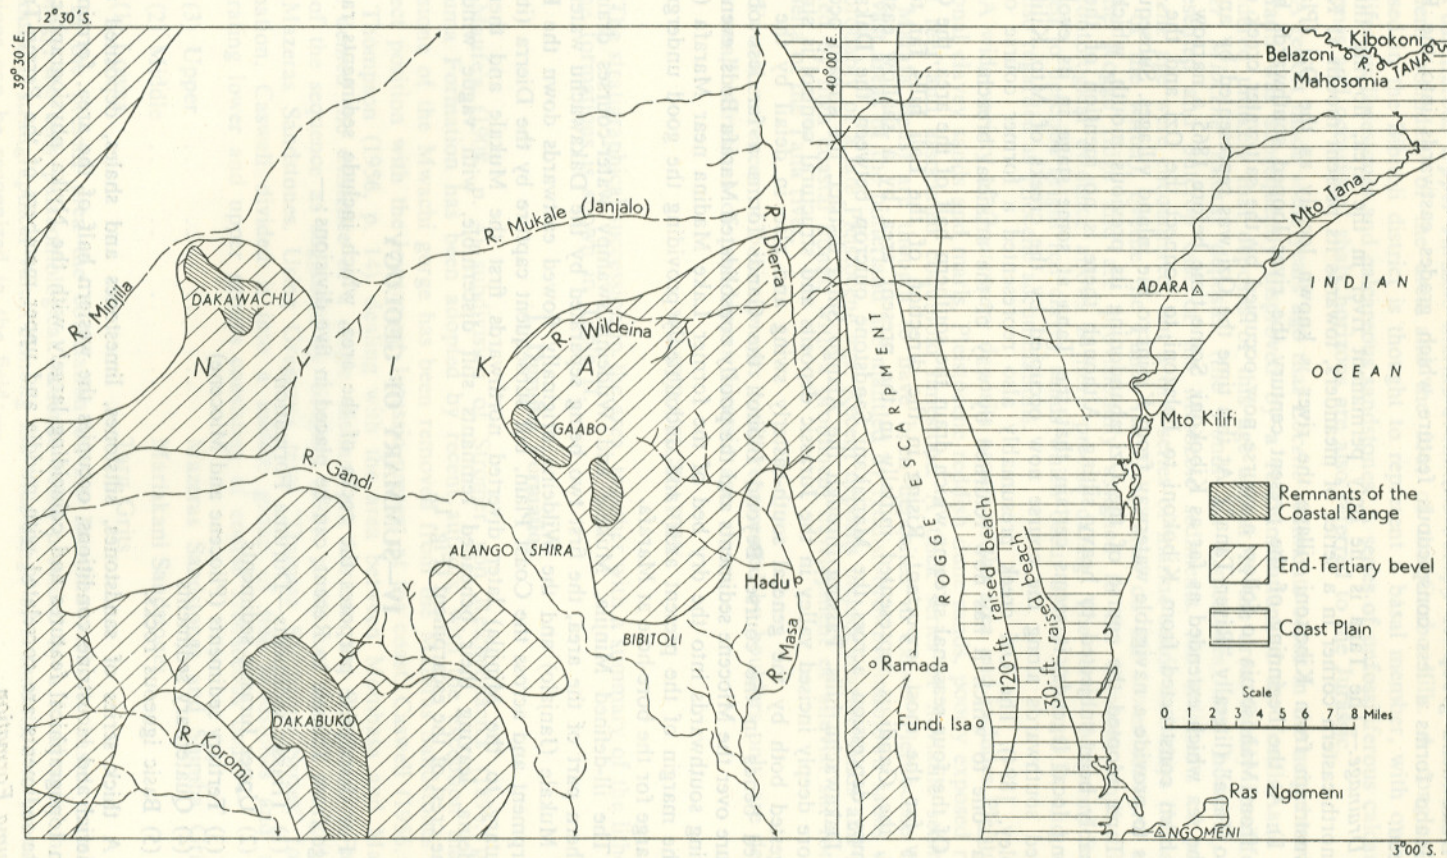 2°30'S.
39°30'E.
40°00'E.
Kibokoni
Belazoni
R. TANA
Mahosomia
Mto Tana
R. Mukale (Janjalo)
R. Dierra
R. Minjila
DAKAWACHU
ADARA
INDIAN
OCEAN
R. Wildeina
NYIKA
ROGGE ESCARPMENT
Mto Kilifi
GAABO
R. Gandi
ALANGO SHIRA
Hadu
BIBITOLI
R. Masa
Ramada
Fundi Isa
120-ft. raised beach
30-ft. raised beach
DAKABUKO
R. Koromi
Remnants of the
Coastal Range
End-Tertiary bevel
Coast Plain
Scale
0 1 2 3 4 5 6 7 8 Miles
Ras Ngomeni
NGOMENI
3°00'S.